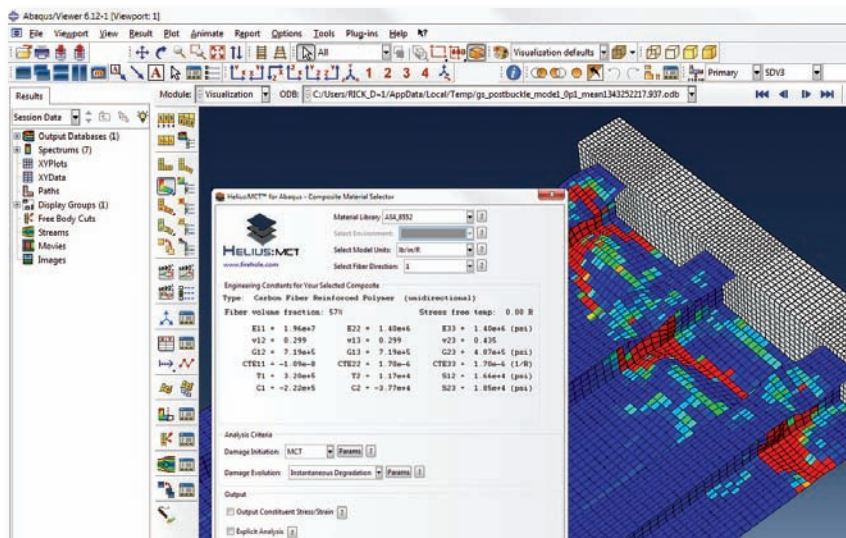 Abaqus/Viewer 6.12-1 [Viewport: 1]
File Viewport View Result Plot Animate Report Options Tools Plug-ins Help
All Visualization defaults
1 2 3 4 Primary SDV3
Results Module: Visualization ODB: C:/Users/RICK_D~1/AppData/Local/Temp/gs_postbuckle_model_0p1_mean1343252217.937.odb
Session Data
Output Databases (1)
Spectrums (7)
XYPlots
XYData
Paths
Display Groups (1)
Free Body Cuts
Streams
Movies
Images
Helius:MCT™ for Abaqus - Composite Material Selector
HELIUS:MCT
www.firehole.com
Material Library AS4_8552
Select Environment:
Select Model Units: lb/in/R
Select Fiber Direction: 1
Engineering Constants for Your Selected Composite
Type: Carbon Fiber Reinforced Polymer (unidirectional)
Fiber volume fraction: 57% Stress free temp: 0.00 R
E11 = 1.96e+7 E22 = 1.40e+6 E33 = 1.40e+6 (psi)
v12 = 0.299 v13 = 0.299 v23 = 0.435
G12 = 7.19e+5 G13 = 7.19e+5 G23 = 4.87e+5 (psi)
CTE11 = -1.09e-8 CTE22 = 1.70e-6 CTE33 = 1.70e-6 (1/R)
T1 = 3.20e+5 T2 = 1.17e+4 S12 = 1.66e+4 (psi)
C1 = -2.22e+5 C2 = -3.77e+4 S23 = 1.85e+4 (psi)
Analysis Criteria
Damage Initiation: MCT Params
Damage Evolution: Instantaneous Degradation Params
Output
Output Constituent Stress/Strain
Explicit Analysis